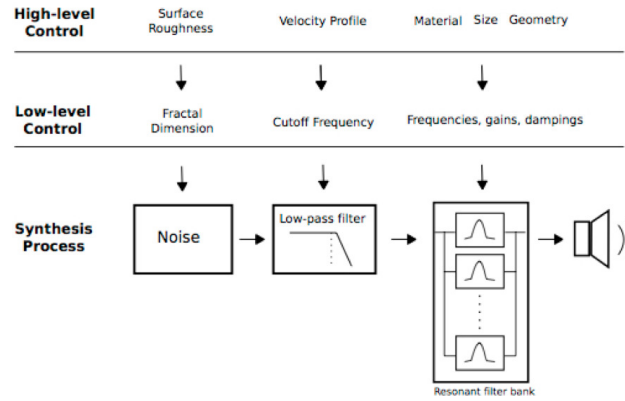 High-level
Control
Surface
Roughness
Velocity Profile
Material Size Geometry
Low-level
Control
Fractal
Dimension
Cutoff Frequency
Frequencies, gains, dampings
Synthesis
Process
Noise
Low-pass filter
Resonant filter bank